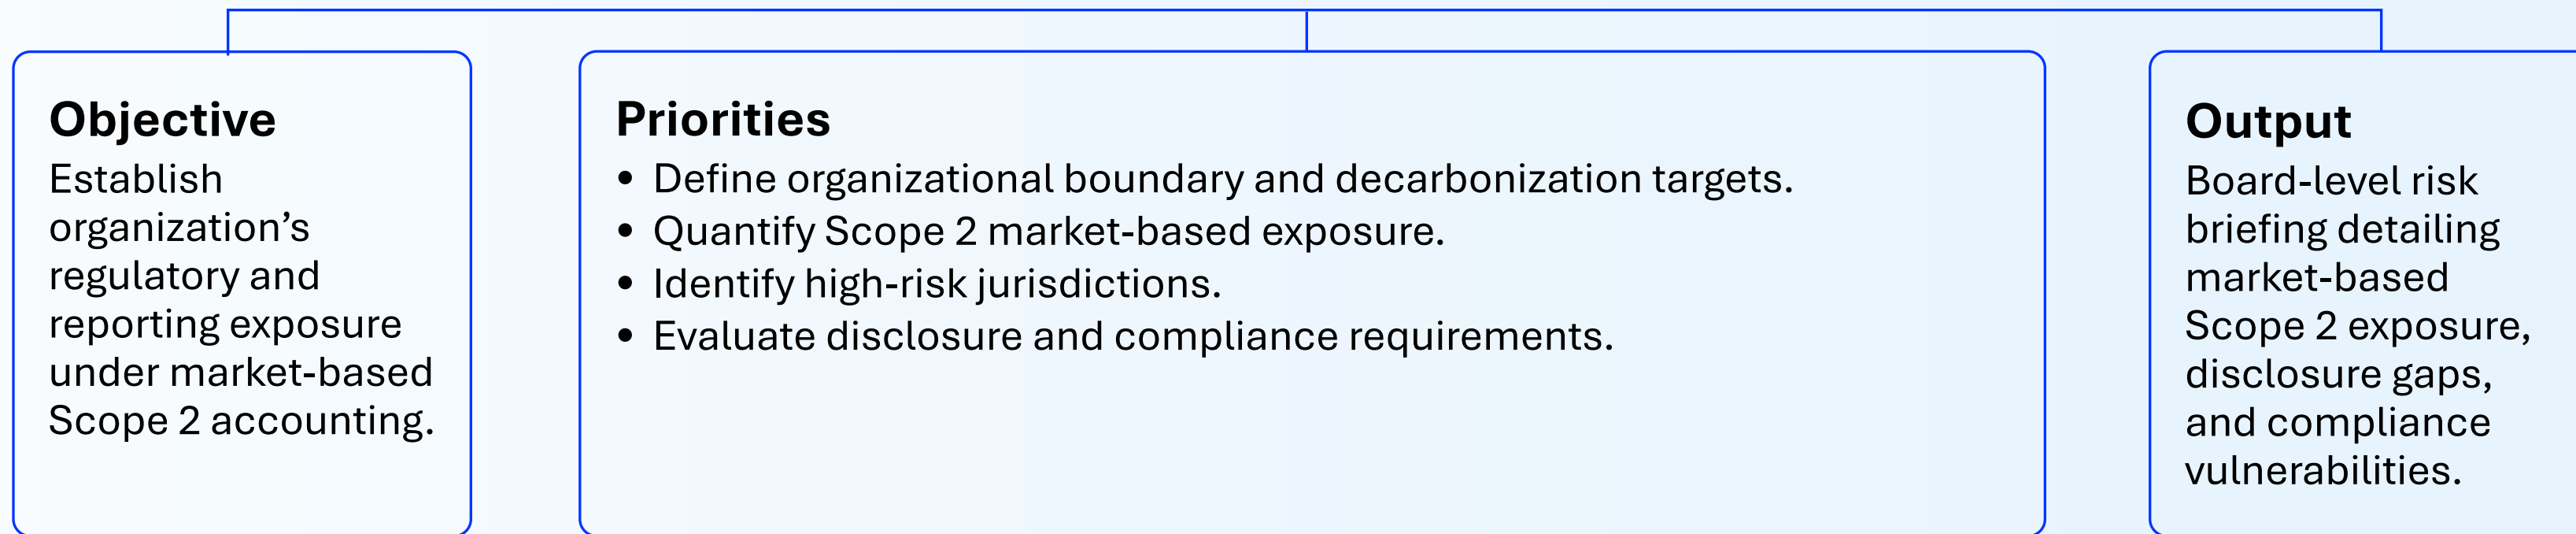 Objective
Establish
organization’s
regulatory and
reporting exposure
under market-based
Scope 2 accounting.
Priorities
• Define organizational boundary and decarbonization targets.
• Quantify Scope 2 market-based exposure.
• Identify high-risk jurisdictions.
• Evaluate disclosure and compliance requirements.
Output
Board-level risk
briefing detailing
market-based
Scope 2 exposure,
disclosure gaps,
and compliance
vulnerabilities.